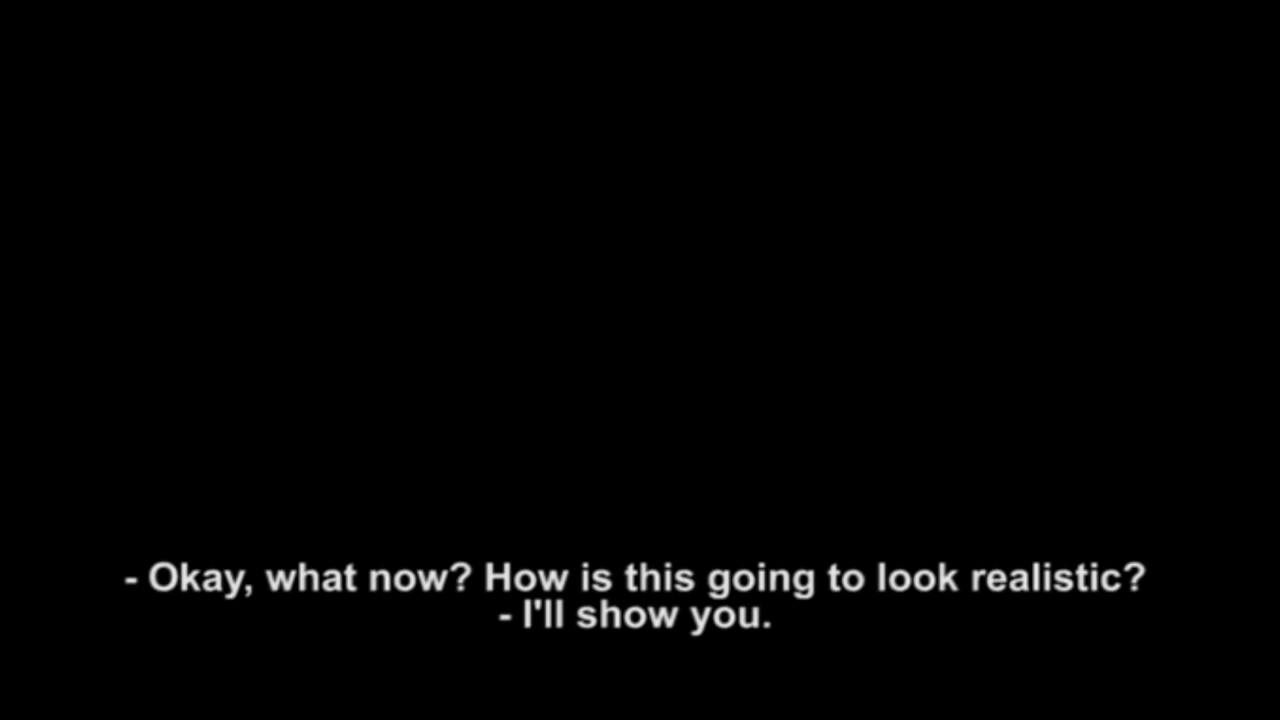 - Okay, what now? How is this going to look realistic?
- I'll show you.